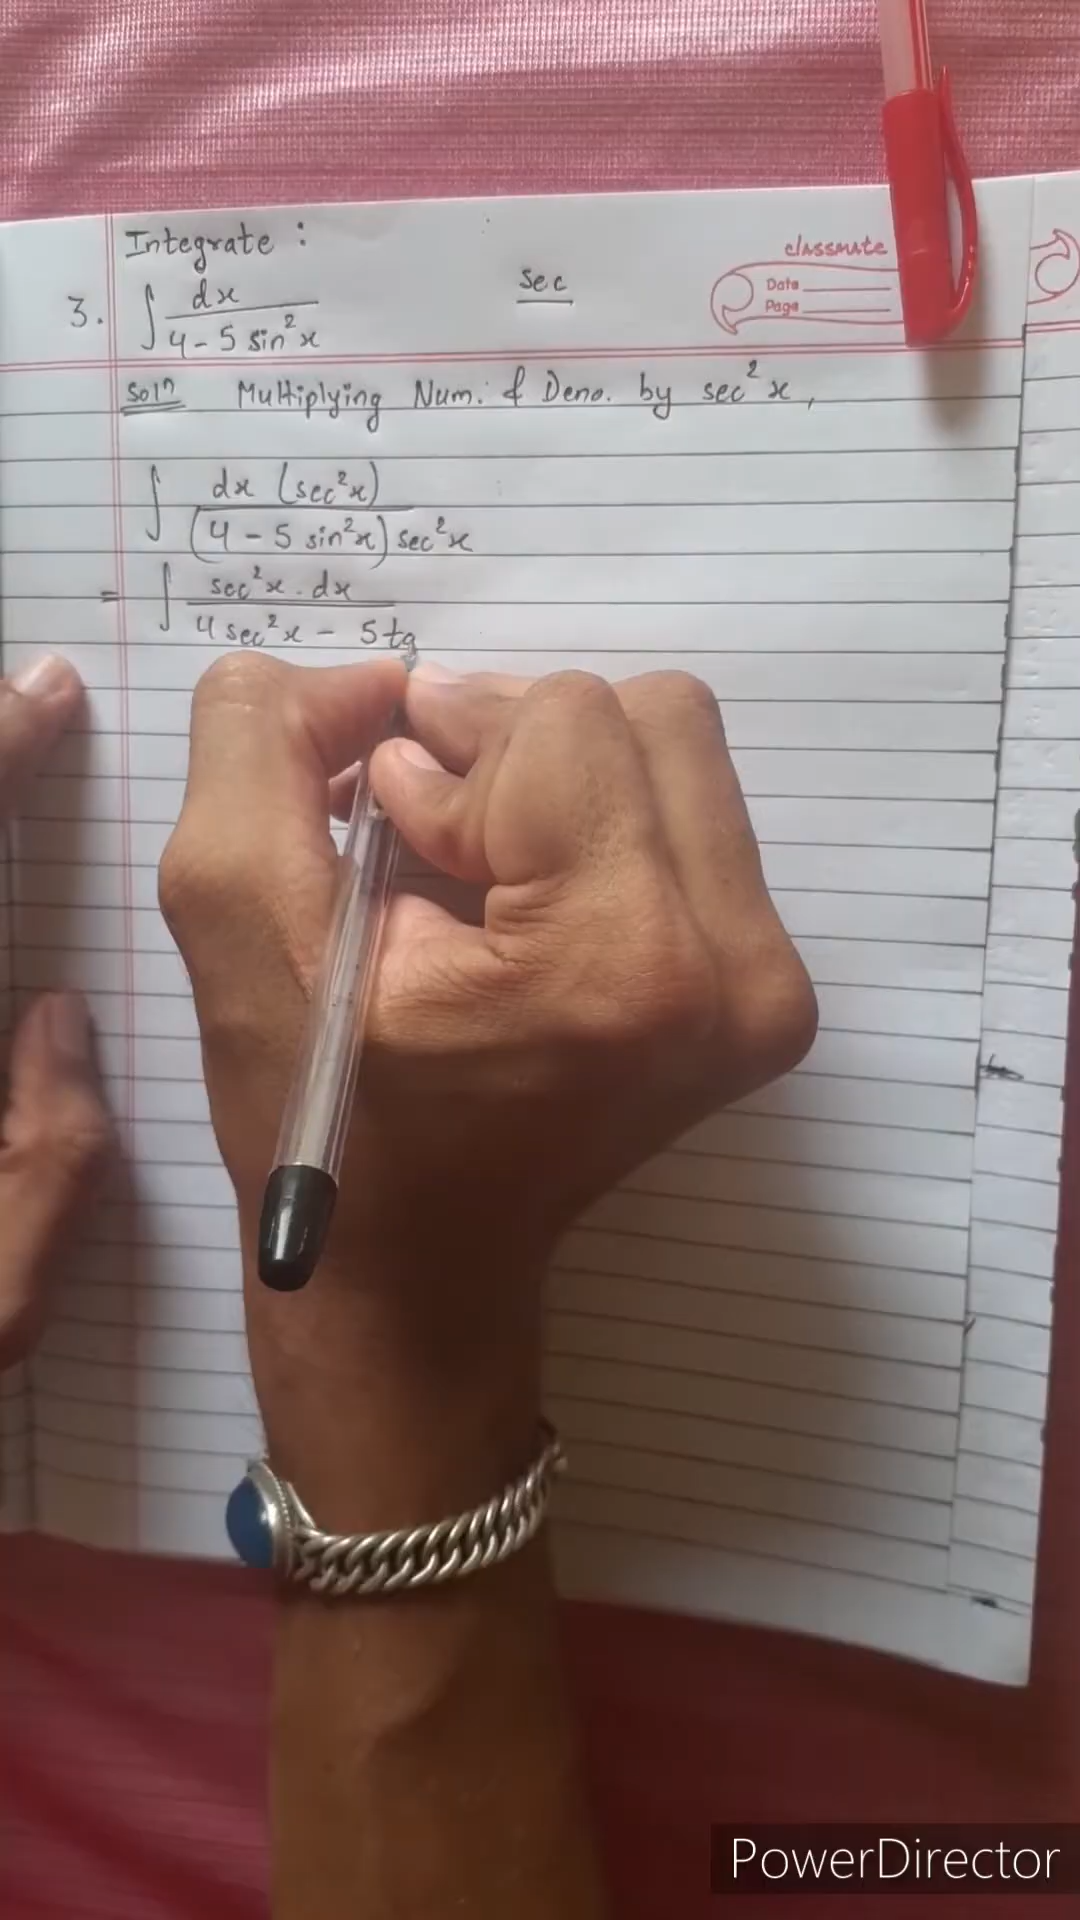 Integrate :
sec
classmate
Date
Page
3. ∫ dx / 4 - 5 sin²x
Solⁿ Multiplying Num. & Deno. by sec²x,
∫ dx (sec²x) / (4 - 5 sin²x) sec²x
= ∫ sec²x . dx / 4 sec²x - 5 ta
PowerDirector